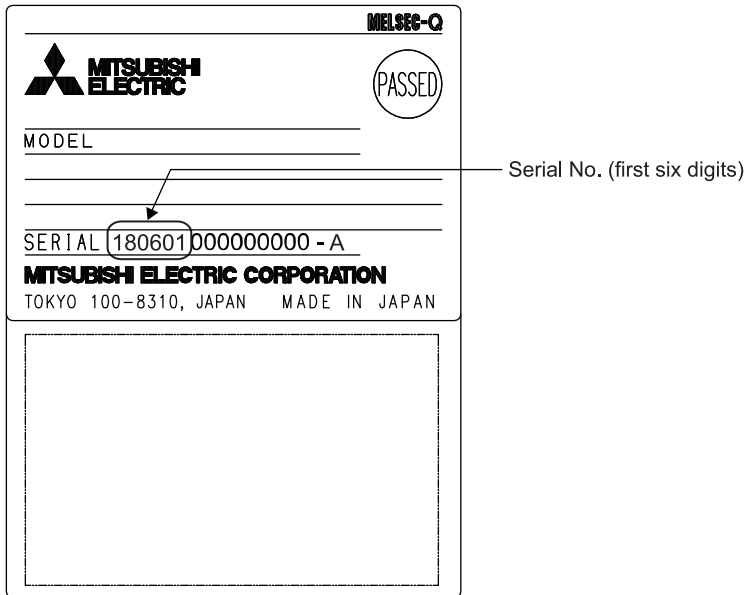 MELSEC-Q
MITSUBISHI
ELECTRIC
PASSED
MODEL
Serial No. (first six digits)
SERIAL 180601000000000 - A
MITSUBISHI ELECTRIC CORPORATION
TOKYO 100-8310, JAPAN MADE IN JAPAN